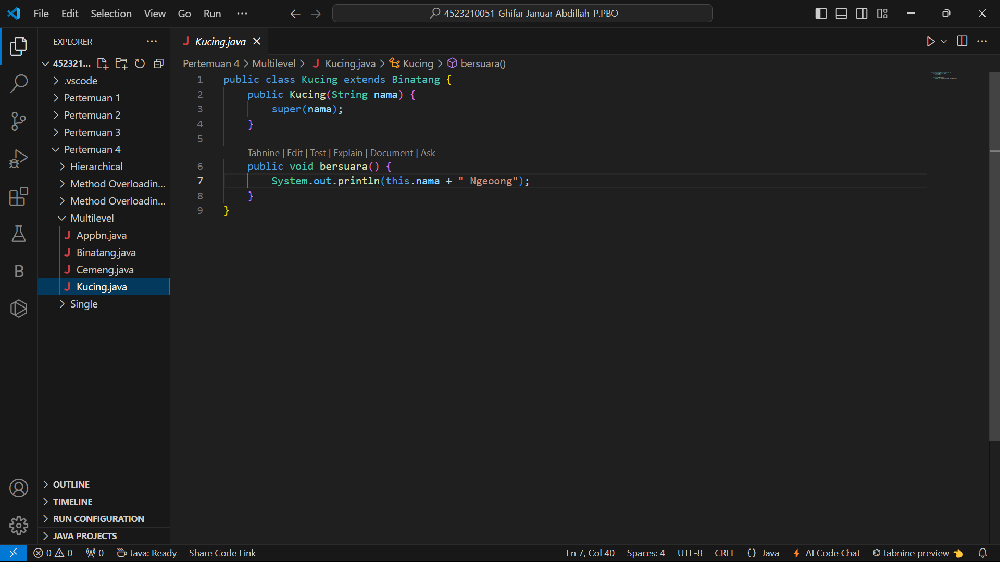 File Edit Selection View Go Run ...
4523210051-Ghifar Januar Abdillah-P.PBO
EXPLORER
452321...
.vscode
Pertemuan 1
Pertemuan 2
Pertemuan 3
Pertemuan 4
Hierarchical
Method Overloadin...
Method Overloadin...
Multilevel
Appbn.java
Binatang.java
Cemeng.java
Kucing.java
Single
OUTLINE
TIMELINE
RUN CONFIGURATION
JAVA PROJECTS
Kucing.java
Pertemuan 4 > Multilevel > Kucing.java > Kucing > bersuara()
1 public class Kucing extends Binatang {
2     public Kucing(String nama) {
3         super(nama);
4     }
5
Tabnine | Edit | Test | Explain | Document | Ask
6     public void bersuara() {
7         System.out.println(this.nama + " Ngeoong");
8     }
9 }
0 0 0 Java: Ready Share Code Link Ln 7, Col 40 Spaces: 4 UTF-8 CRLF {} Java AI Code Chat tabnine preview 👈